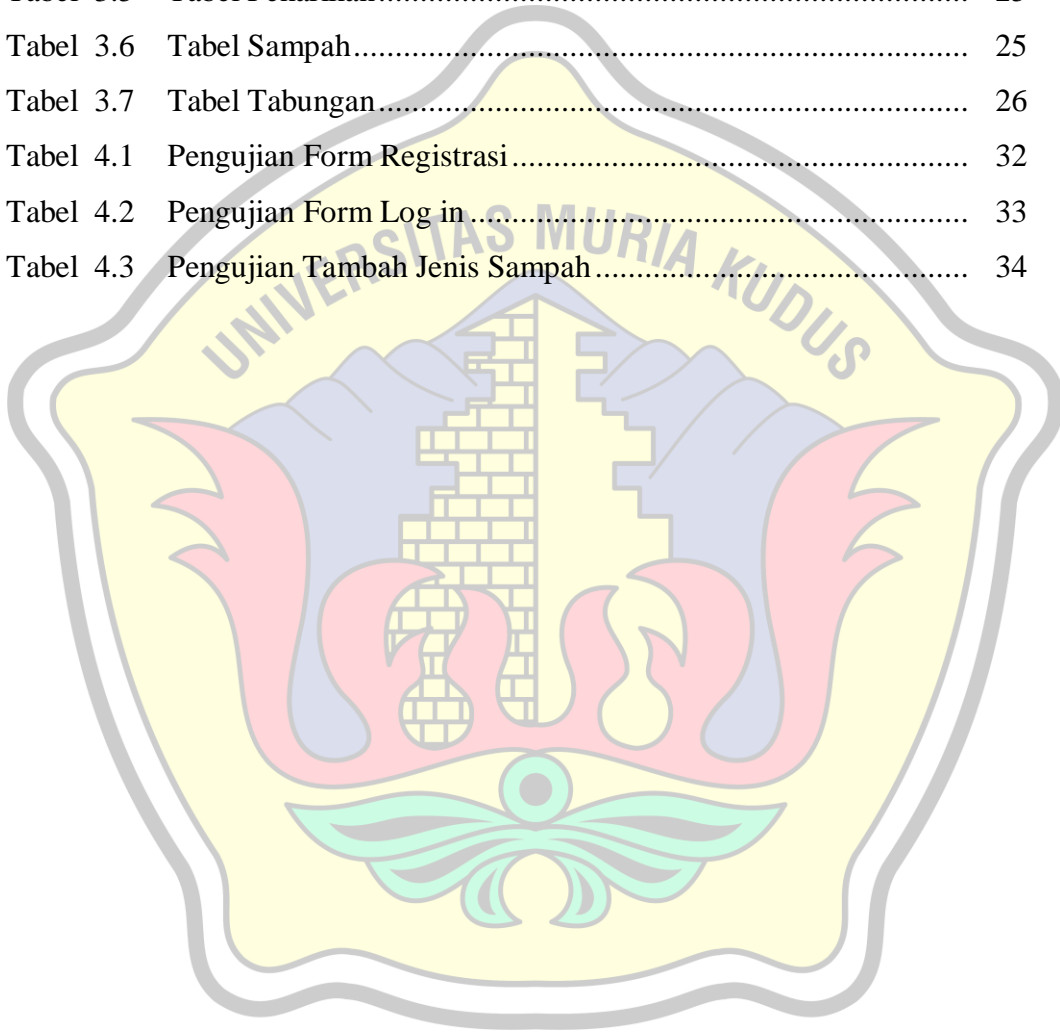 Tabel 3.6 Tabel Sampah.......................................................................... 25
Tabel 3.7 Tabel Tabungan....................................................................... 26
Tabel 4.1 Pengujian Form Registrasi....................................................... 32
Tabel 4.2 Pengujian Form Log in............................................................ 33
Tabel 4.3 Pengujian Tambah Jenis Sampah............................................. 34
UNIVERSITAS MURIA KUDUS